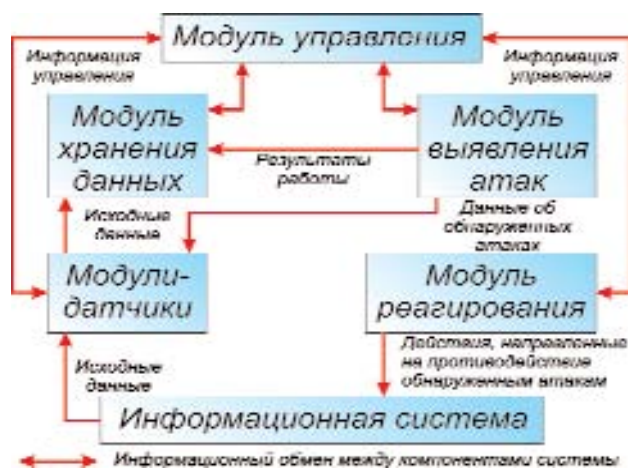 Модуль управления
Информация
управления
Информация
управления
Модуль
хранения
данных
Модуль
выявления
атак
Результаты
работы
Исходные
данные
Данные об
обнаруженных
атаках
Модули-
датчики
Модуль
реагирования
Исходные
данные
Действия, направленные
на противодействие
обнаруженным атакам
Информационная система
Информационный обмен между компонентами системы